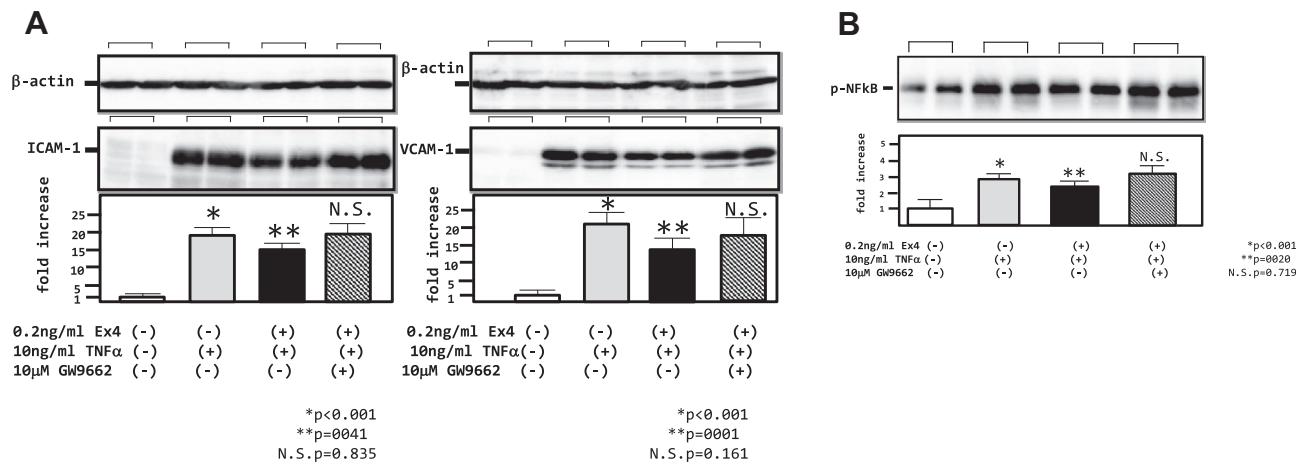 A
β-actin
ICAM-1
fold increase
25
20
15
10
5
1
*
**
N.S.
0.2ng/ml Ex4 (-) (-) (+) (+)
10ng/ml TNFα (-) (+) (+) (+)
10μM GW9662 (-) (-) (-) (+)
*p<0.001
**p=0041
N.S.p=0.835
β-actin
VCAM-1
fold increase
25
20
15
10
5
1
*
**
N.S.
0.2ng/ml Ex4 (-) (-) (+) (+)
10ng/ml TNFα (-) (+) (+) (+)
10μM GW9662 (-) (-) (-) (+)
*p<0.001
**p=0001
N.S.p=0.161
B
p-NFkB
fold increase
5
4
3
2
1
*
**
N.S.
0.2ng/ml Ex4 (-) (-) (+) (+) *p<0.001
10ng/ml TNFα (-) (+) (+) (+) **p=0020
10μM GW9662 (-) (-) (-) (+) N.S.p=0.719